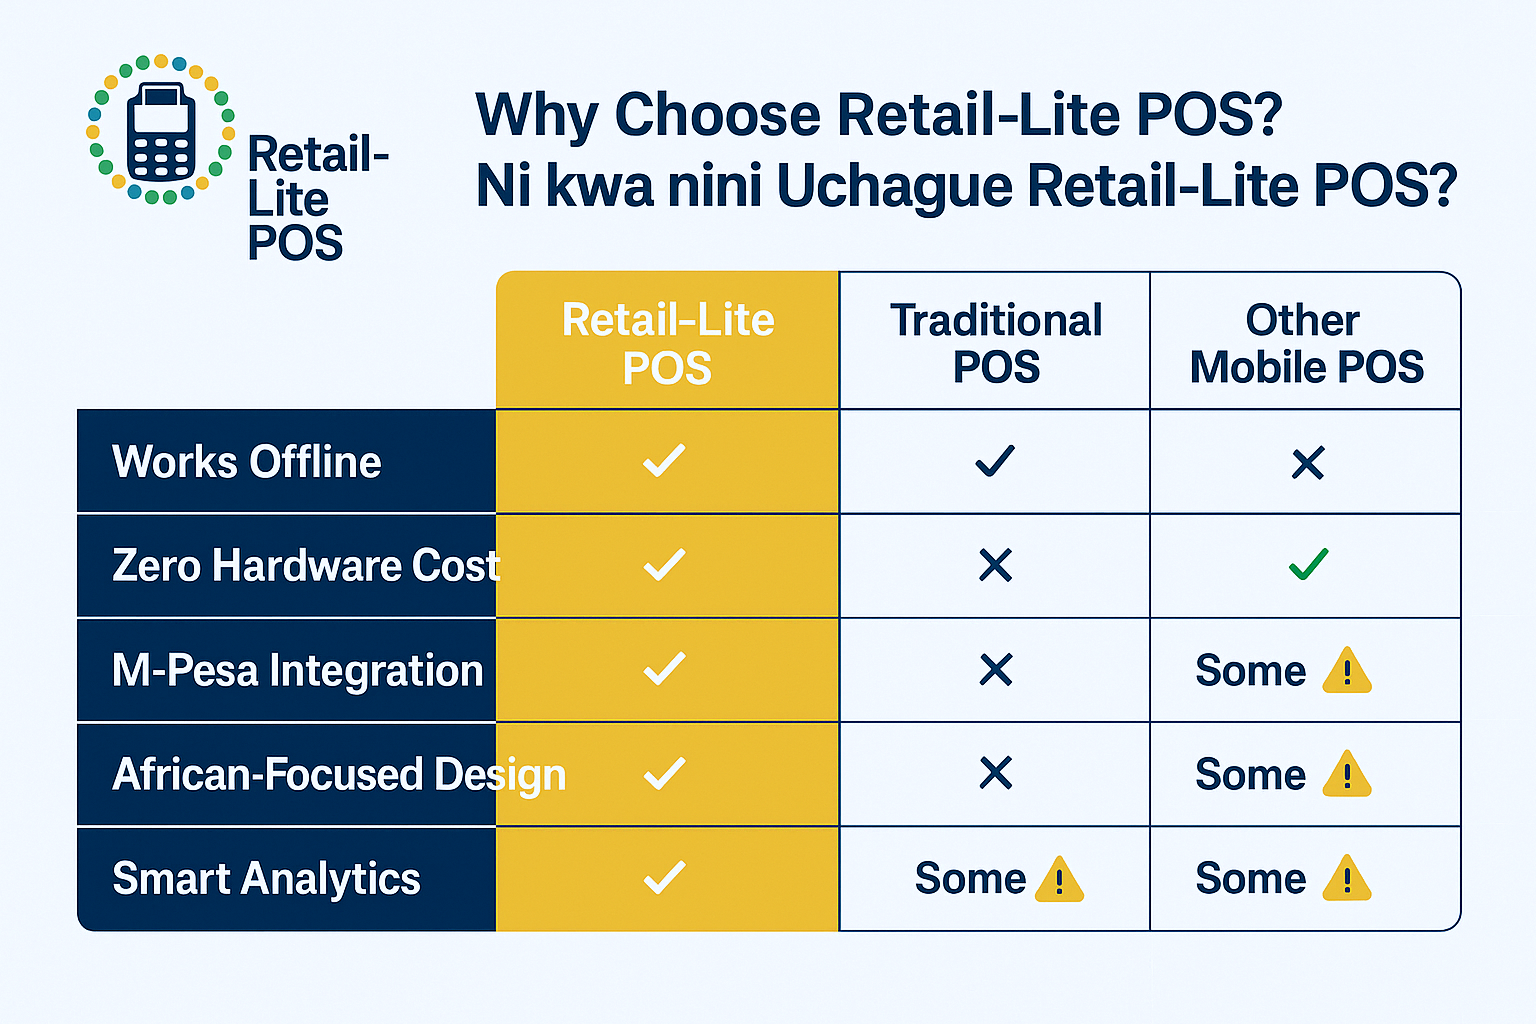 Retail-
Lite
POS
Why Choose Retail-Lite POS?
Ni kwa nini Uchague Retail-Lite POS?
Retail-Lite
POS
Traditional
POS
Other
Mobile POS
Works Offline
Zero Hardware Cost
M-Pesa Integration
Some
African-Focused Design
Some
Smart Analytics
Some
Some